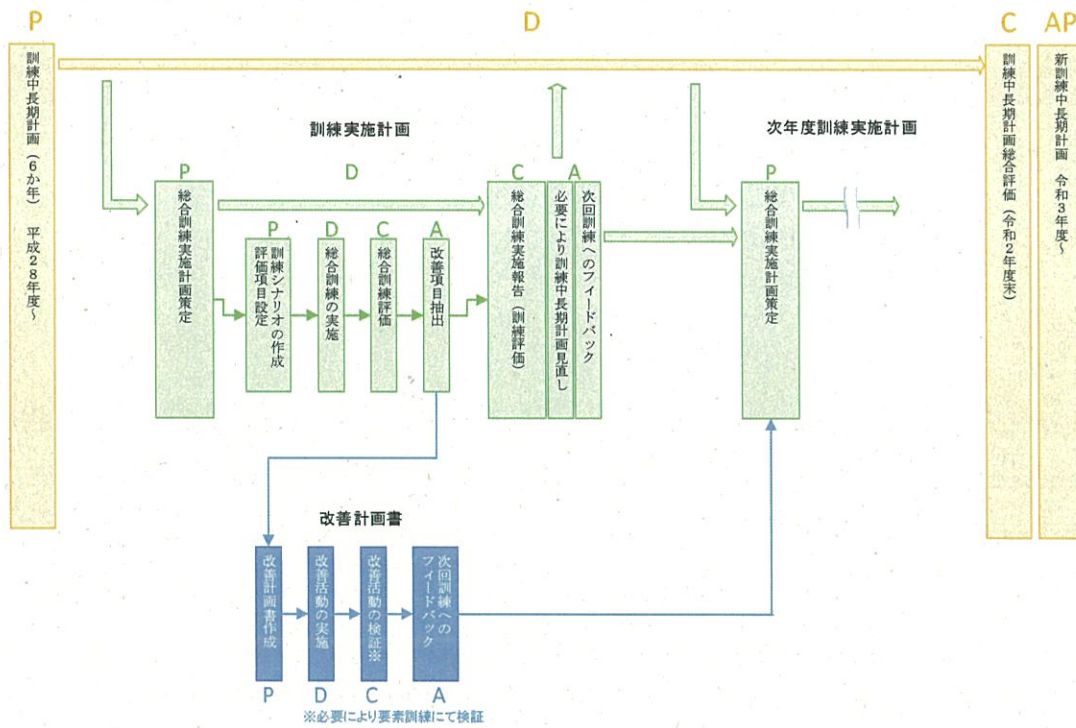 P
D
C
AP
訓練中長期計画（6か年）　平成28年度～
訓練実施計画
次年度訓練実施計画
P
D
C
A
P
総合訓練実施計画策定
P
D
C
A
訓練シナリオの作成
評価項目設定
総合訓練の実施
総合訓練評価
改善項目抽出
総合訓練実施報告（訓練評価）
必要により訓練中長期計画見直し
次回訓練へのフィードバック
総合訓練実施計画策定
訓練中長期計画総合評価（令和2年度末）
新訓練中長期計画　令和3年度～
改善計画書
改善計画書作成
改善活動の実施
改善活動の検証※
次回訓練への
フィードバック
P
D
C
A
※必要により要素訓練にて検証